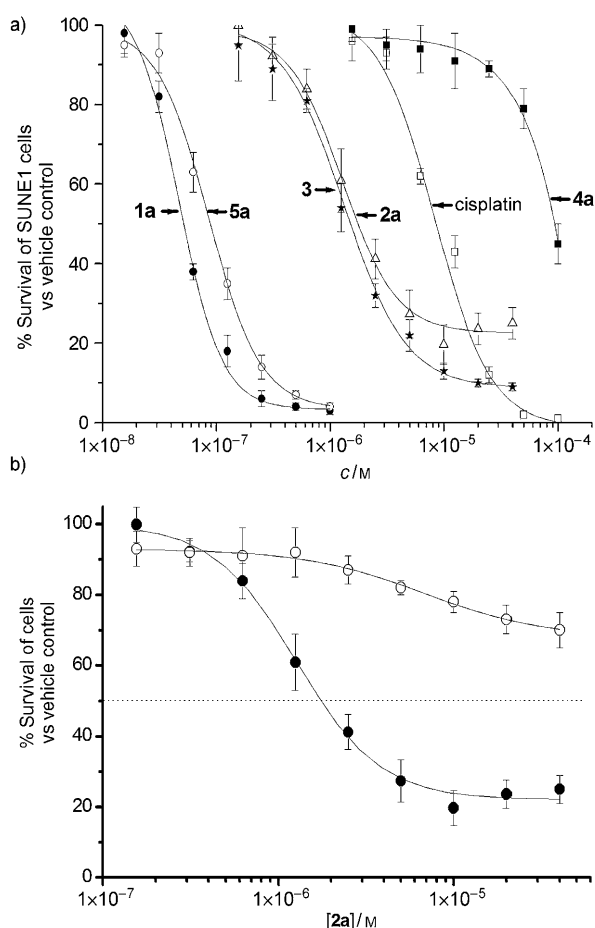 a)
100
80
60
40
20
0
% Survival of SUNE1 cells
vs vehicle control
1a
5a
3
2a
cisplatin
4a
1×10⁻⁸
1×10⁻⁷
1×10⁻⁶
1×10⁻⁵
1×10⁻⁴
c/M
b)
100
80
60
40
20
0
% Survival of cells
vs vehicle control
1×10⁻⁷
1×10⁻⁶
1×10⁻⁵
[2a]/M